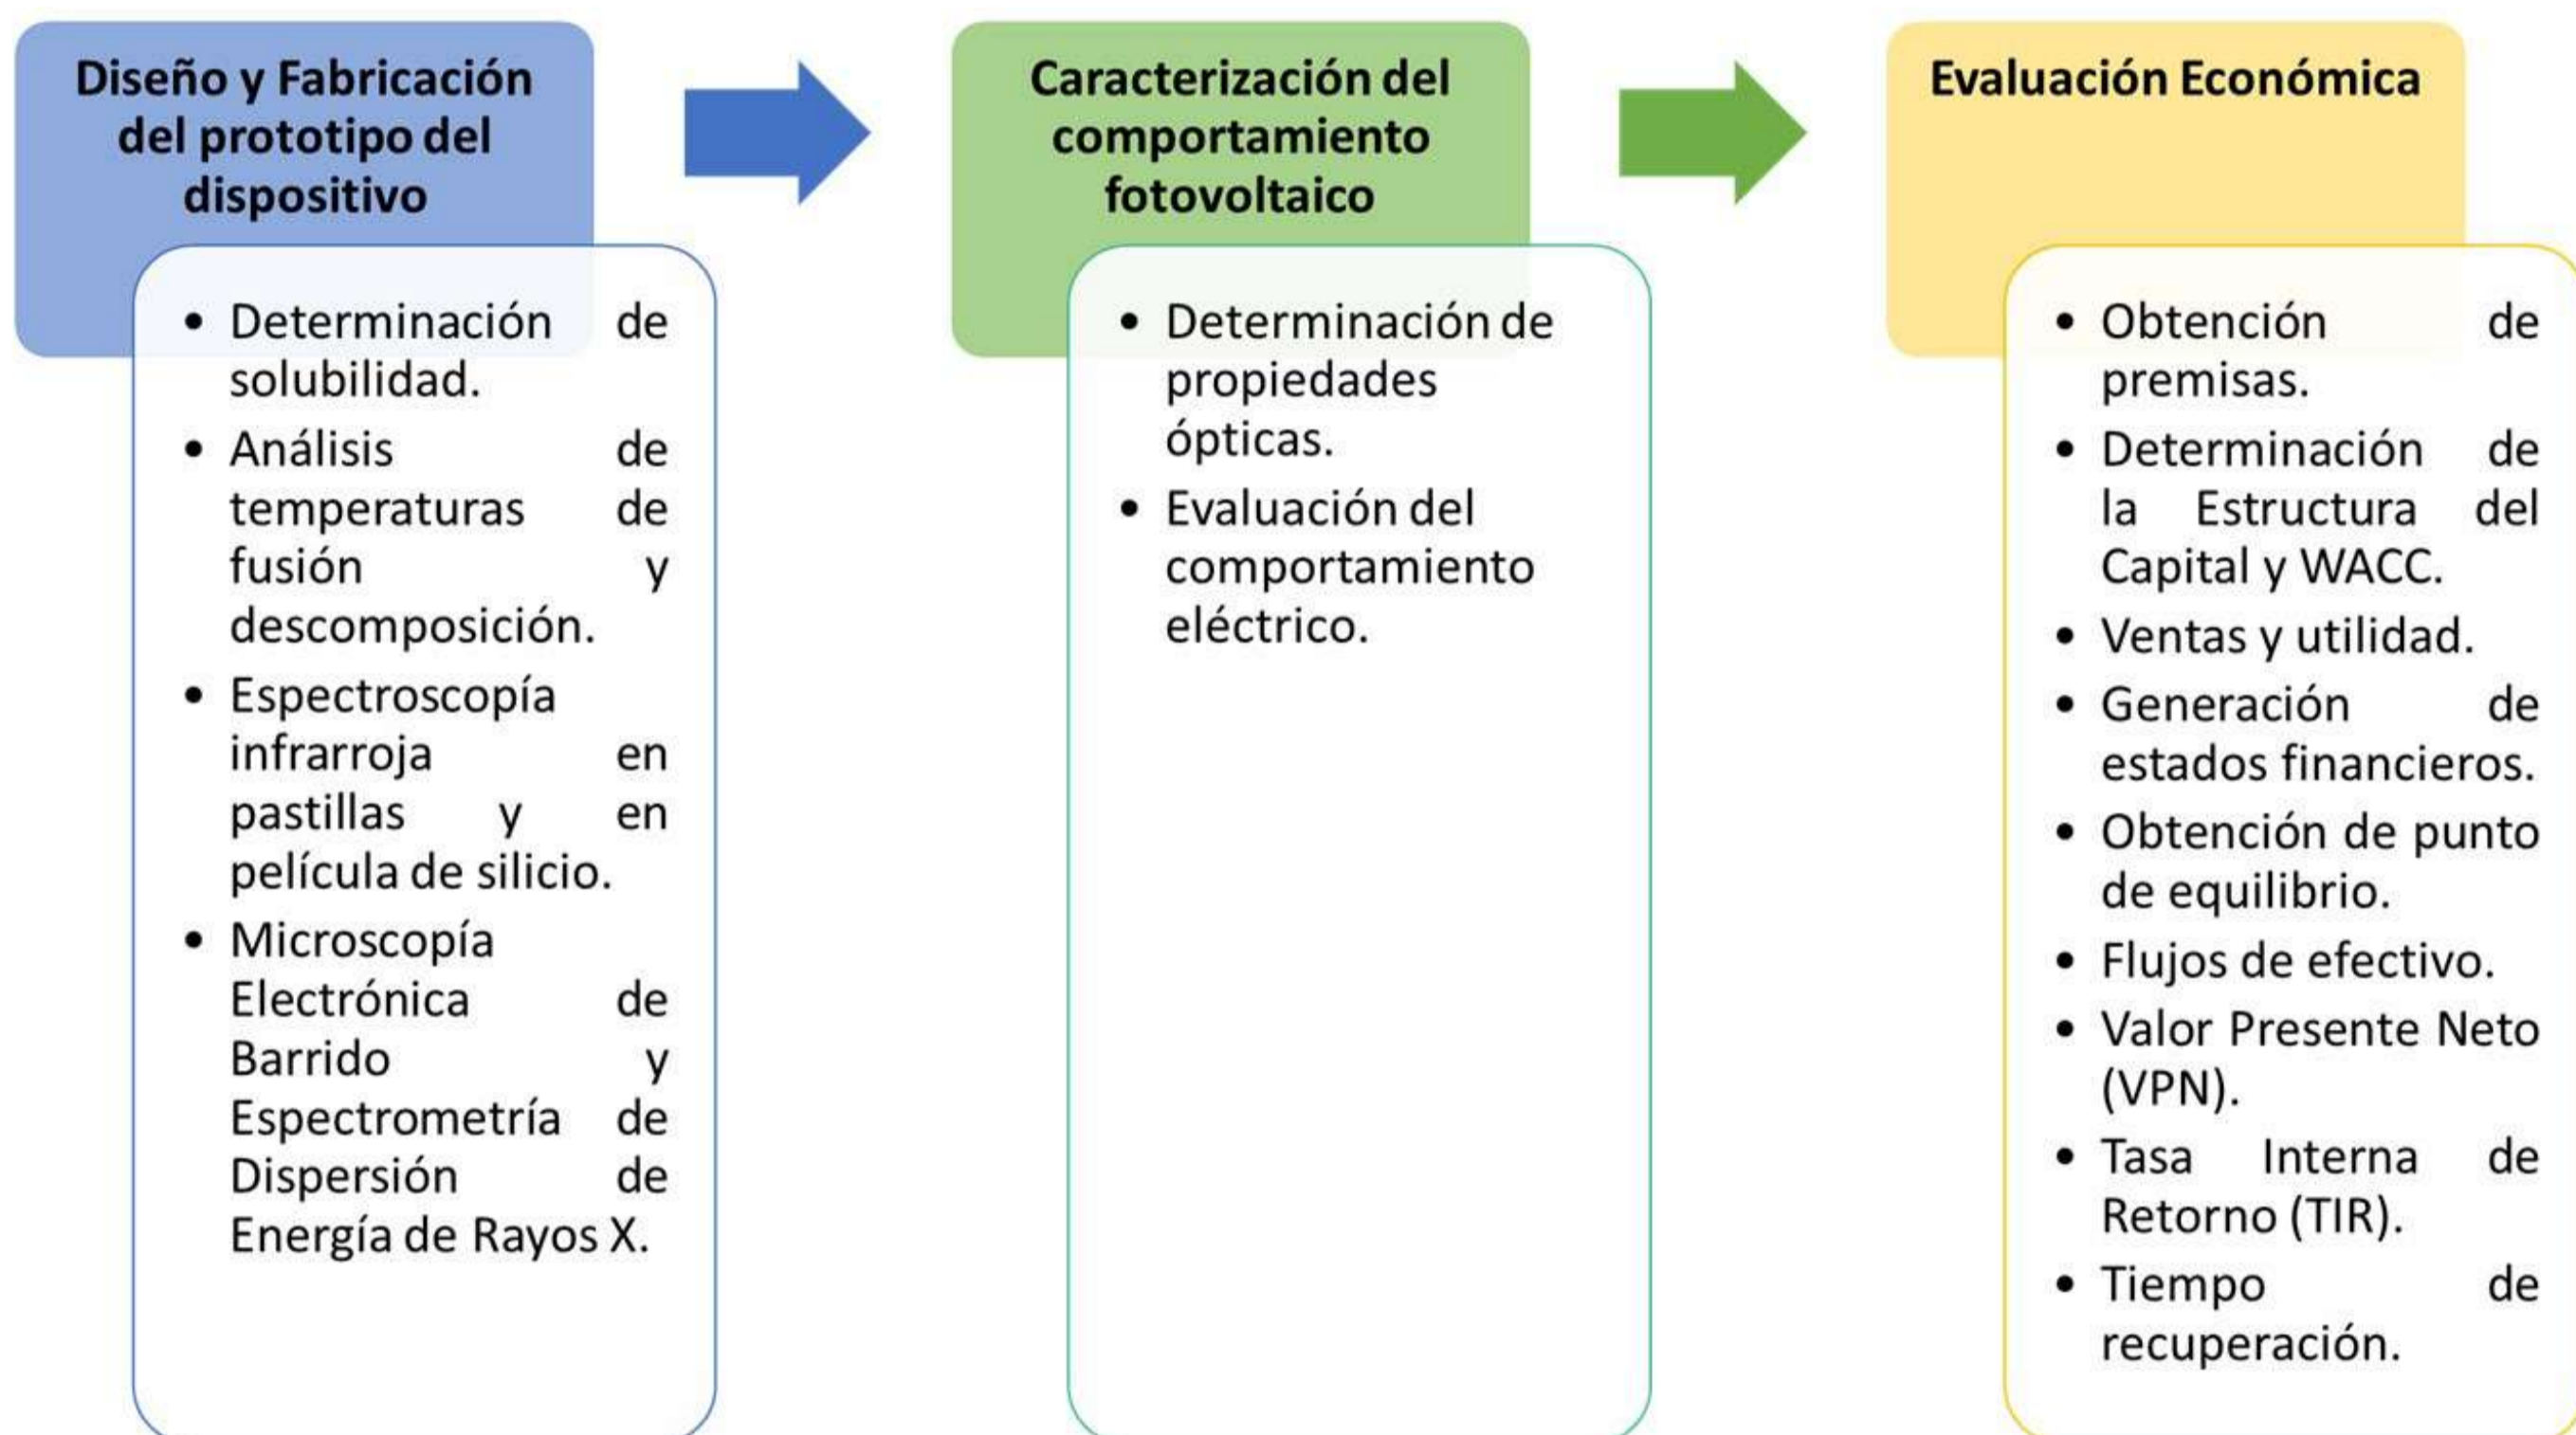 Diseño y Fabricación
del prototipo del
dispositivo
• Determinación de
solubilidad.
• Análisis de
temperaturas de
fusión y
descomposición.
• Espectroscopía
infrarroja en
pastillas y en
película de silicio.
• Microscopía
Electrónica de
Barrido y
Espectrometría de
Dispersión de
Energía de Rayos X.
Caracterización del
comportamiento
fotovoltaico
• Determinación de
propiedades
ópticas.
• Evaluación del
comportamiento
eléctrico.
Evaluación Económica
• Obtención de
premisas.
• Determinación de
la Estructura del
Capital y WACC.
• Ventas y utilidad.
• Generación de
estados financieros.
• Obtención de punto
de equilibrio.
• Flujos de efectivo.
• Valor Presente Neto
(VPN).
• Tasa Interna de
Retorno (TIR).
• Tiempo de
recuperación.